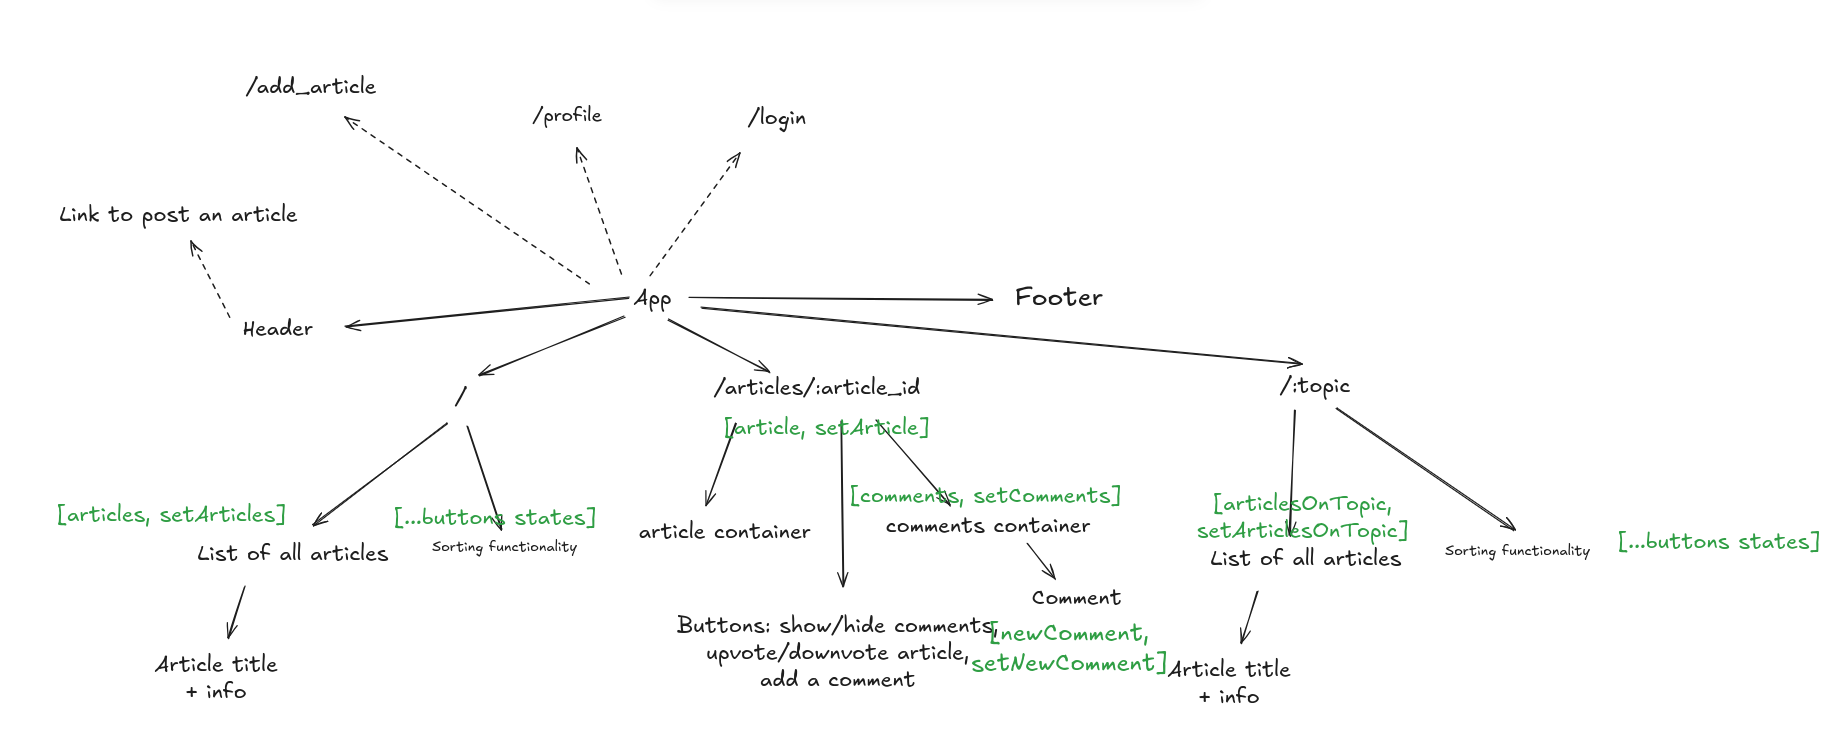 /add_article
/profile
/login
Link to post an article
App
Footer
Header
/
/articles/:article_id
/:topic
[article, setArticle]
[articles, setArticles]
[...buttons states]
[comments, setComments]
[articlesOnTopic,
setArticlesOnTopic]
List of all articles
Sorting functionality
article container
comments container
List of all articles
Sorting functionality
[...buttons states]
Comment
Buttons: show/hide comments,
upvote/downvote article,
add a comment
[newComment,
setNewComment]
Article title
+ info
Article title
+ info